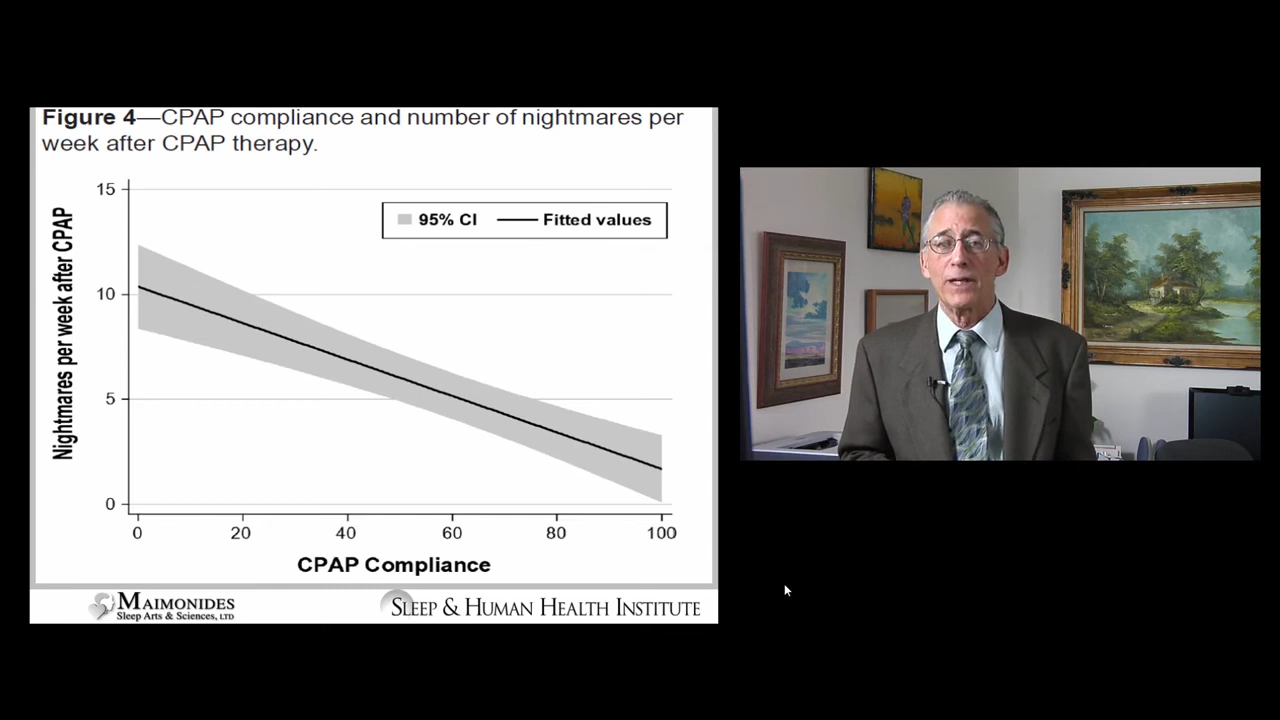 Figure 4—CPAP compliance and number of nightmares per
week after CPAP therapy.
Nightmares per week after CPAP
15
10
5
0
95% CI
Fitted values
0 20 40 60 80 100
CPAP Compliance
MAIMONIDES
Sleep Arts & Sciences, LTD
SLEEP & HUMAN HEALTH INSTITUTE